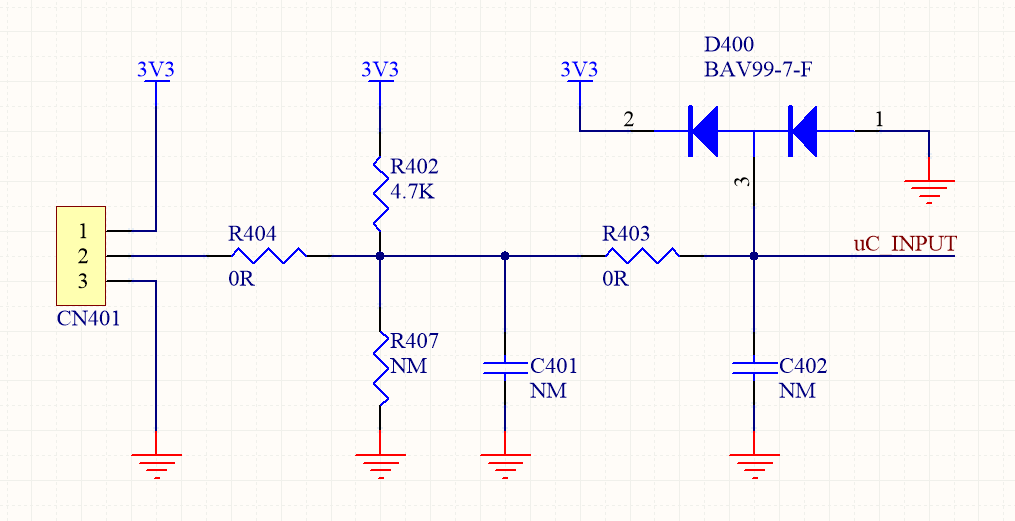 D400
BAV99-7-F
3V3
3V3
3V3
2
1
3
R402
4.7K
R404
0R
R403
0R
uC_INPUT
1
2
3
CN401
R407
NM
C401
NM
C402
NM